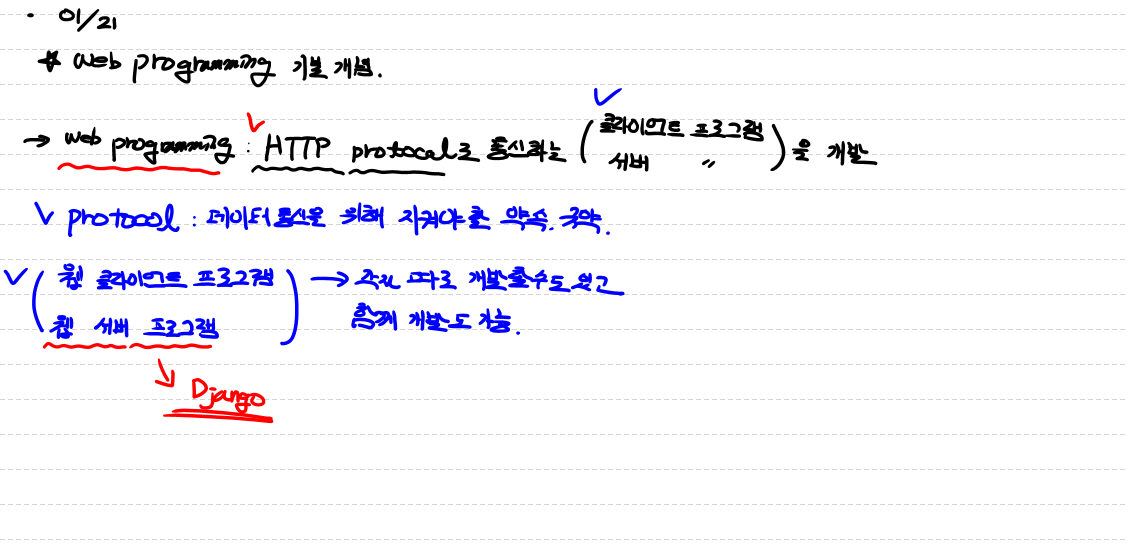 · 01/21
☆ web programming 기본 개념.
→ web programming : HTTP protocal로 통신하는 ( 클라이언트 프로그램
서버 〃 ) 을 개발
✓ protocol : 데이터 통신을 위해 지켜야 할 약속. 규약.
✓ ( 웹 클라이언트 프로그램 → 각자 따로 개발할수도 있고
웹 서버 프로그램 ) 함께 개발도 가능.
↘ Django